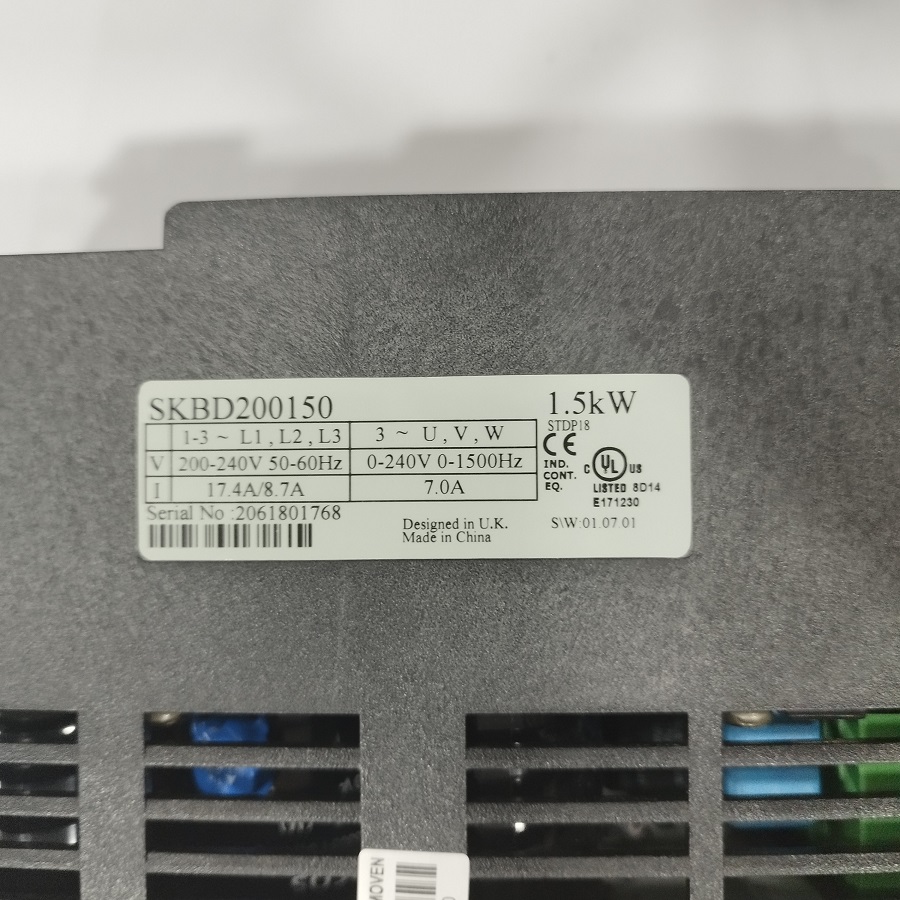 SKBD200150
1.5kW
STDP18
1-3 ~ L1 , L2 , L3
3 ~ U , V , W
V
200-240V 50-60Hz
0-240V 0-1500Hz
I
17.4A/8.7A
7.0A
CE
IND.
CONT.
EQ.
C UL US
LISTED 8D14
E171230
Serial No :2061801768
Designed in U.K.
Made in China
S\W:01.07.01
MOVEN